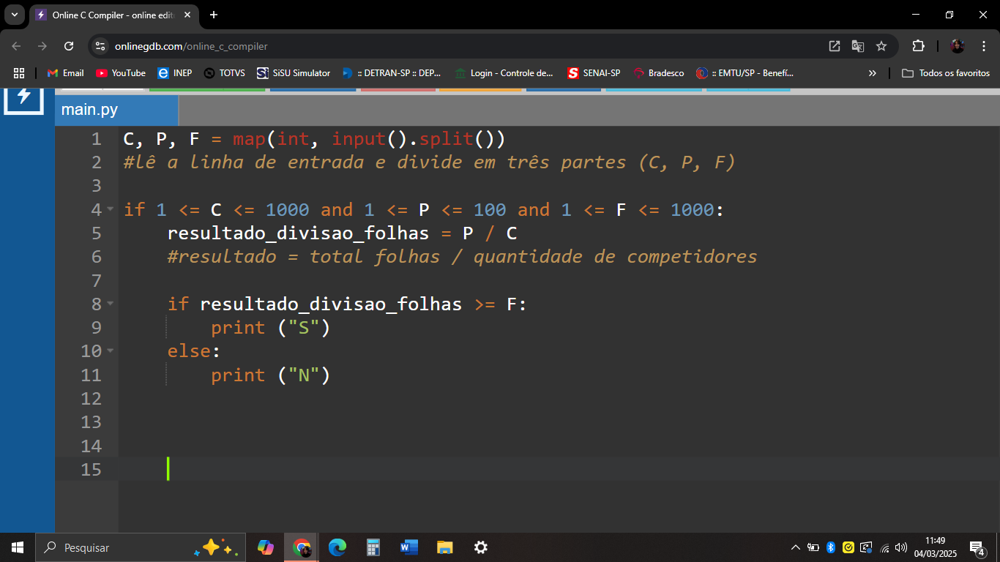 Online C Compiler - online edit
onlinegdb.com/online_c_compiler
Email YouTube INEP TOTVS SiSU Simulator :: DETRAN-SP :: DEP... Login - Controle de... SENAI-SP Bradesco :: EMTU/SP - Benefí... » Todos os favoritos
main.py
1 C, P, F = map(int, input().split())
2 #lê a linha de entrada e divide em três partes (C, P, F)
3
4 if 1 <= C <= 1000 and 1 <= P <= 100 and 1 <= F <= 1000:
5 resultado_divisao_folhas = P / C
6 #resultado = total folhas / quantidade de competidores
7
8 if resultado_divisao_folhas >= F:
9 print ("S")
10 else:
11 print ("N")
12
13
14
15
Pesquisar
11:49
04/03/2025
4